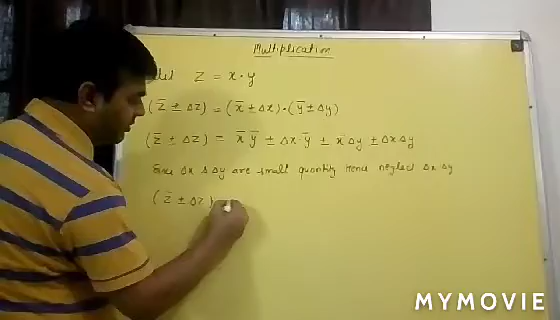 Multiplication
Let Z = x · y
(z̄ ± Δz) = (x̄ ± Δx) · (ȳ ± Δy)
(z̄ ± Δz) = x̄ ȳ ± Δx · ȳ ± x̄ Δy ± Δx Δy
Since Δx & Δy are small quantity Hence neglect Δx Δy
(z̄ ± Δz)
MYMOVIE